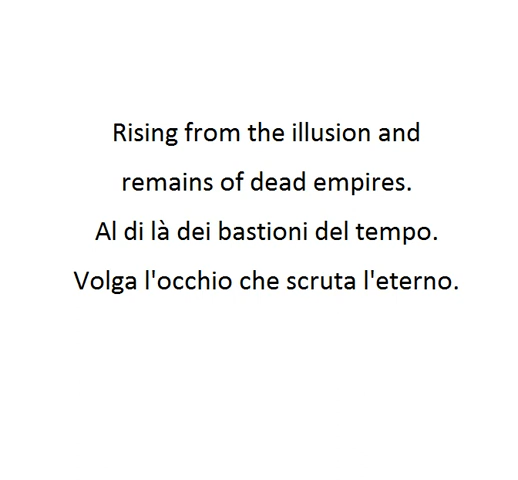 Rising from the illusion and
remains of dead empires.
Al di là dei bastioni del tempo.
Volga l'occhio che scruta l'eterno.